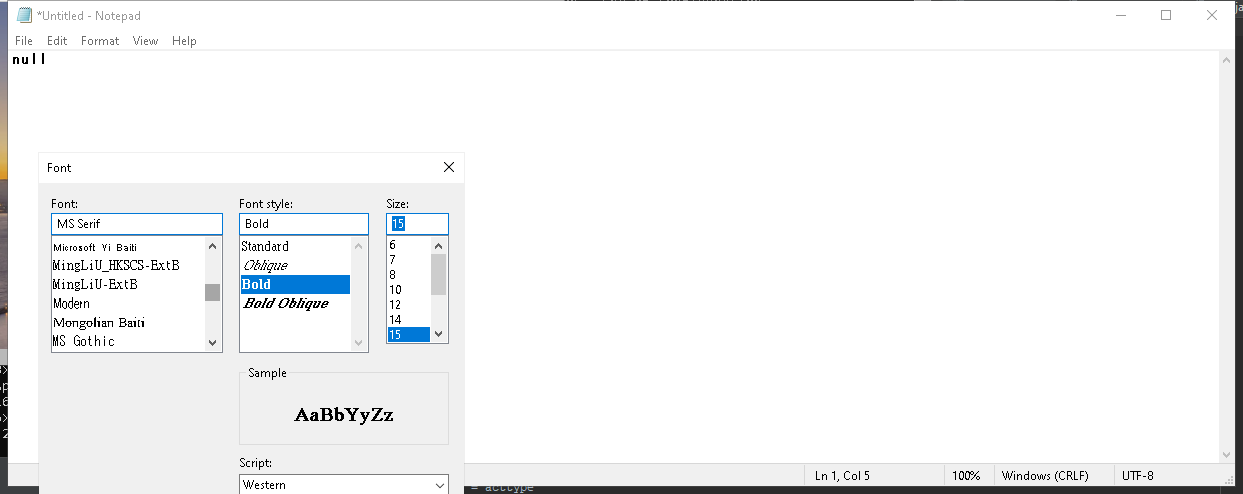 *Untitled - Notepad
File Edit Format View Help
null
Font
Font: Font style: Size:
MS Serif Bold 15
Microsoft Yi Baiti
MingLiU_HKSCS-ExtB
MingLiU-ExtB
Modern
Mongolian Baiti
MS Gothic
Standard
Oblique
Bold
Bold Oblique
6
7
8
10
12
14
15
Sample
AaBbYyZz
Script:
Western
Ln 1, Col 5 100% Windows (CRLF) UTF-8
= acctype